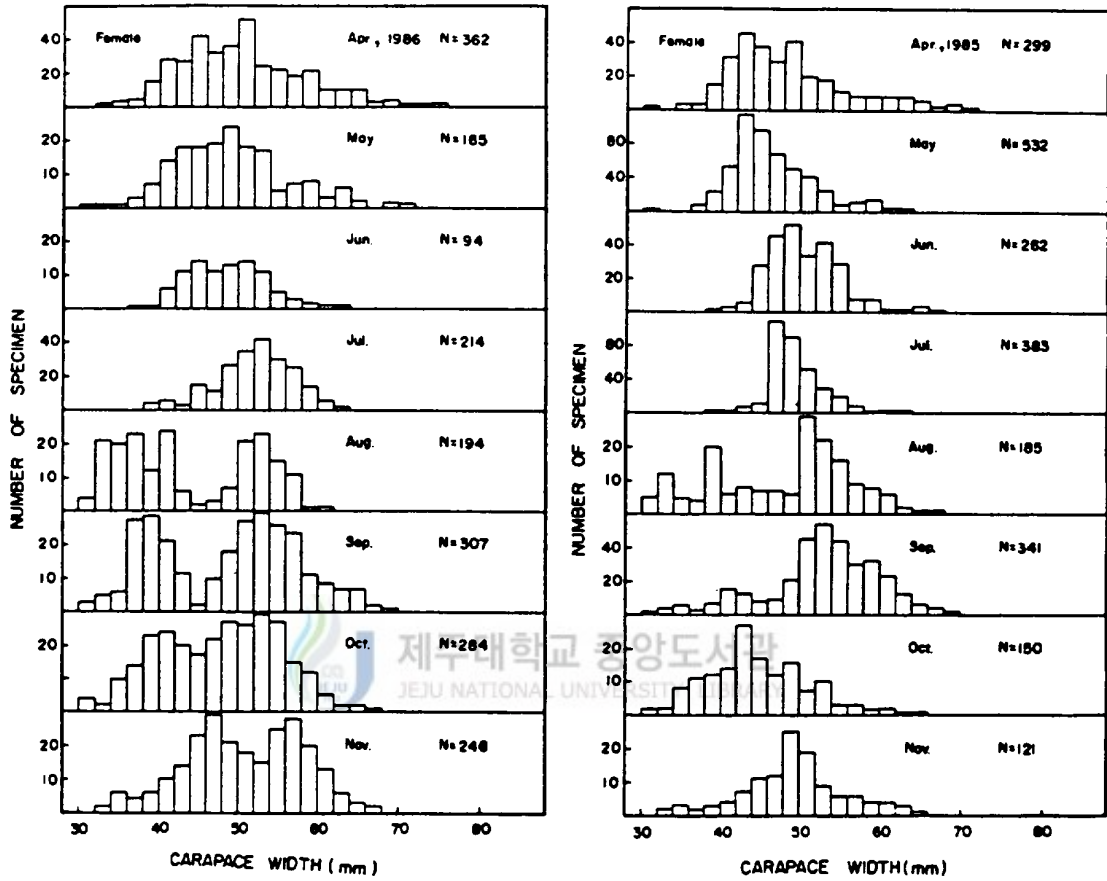 Female Apr., 1986 N=362
40
20
May N=185
20
10
Jun. N=94
20
10
Jul. N=214
40
20
Aug. N=194
20
10
Sep. N=307
20
10
Oct. N=284
20
Nov. N=248
20
10
30 40 50 60 70 80
CARAPACE WIDTH (mm)
NUMBER OF SPECIMEN
Female Apr., 1985 N=299
40
20
May N=532
80
40
Jun. N=282
40
20
Jul. N=383
80
40
Aug. N=185
20
10
Sep. N=341
40
20
Oct. N=150
20
10
Nov. N=121
20
10
30 40 50 60 70 80
CARAPACE WIDTH (mm)
NUMBER OF SPECIMEN
제주대학교 중앙도서관
JEJU NATIONAL UNIVERSITY LIBRARY